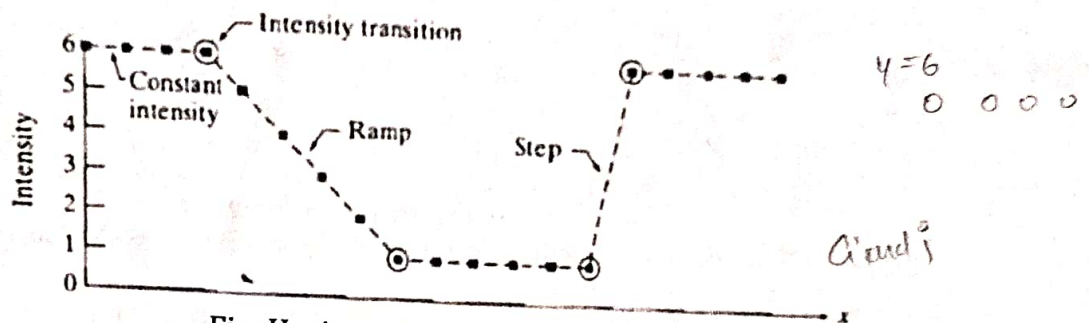 Intensity transition
6
5
4
3
2
1
0
Intensity
Constant
intensity
Ramp
Step
x
y=6
0 0 0 0